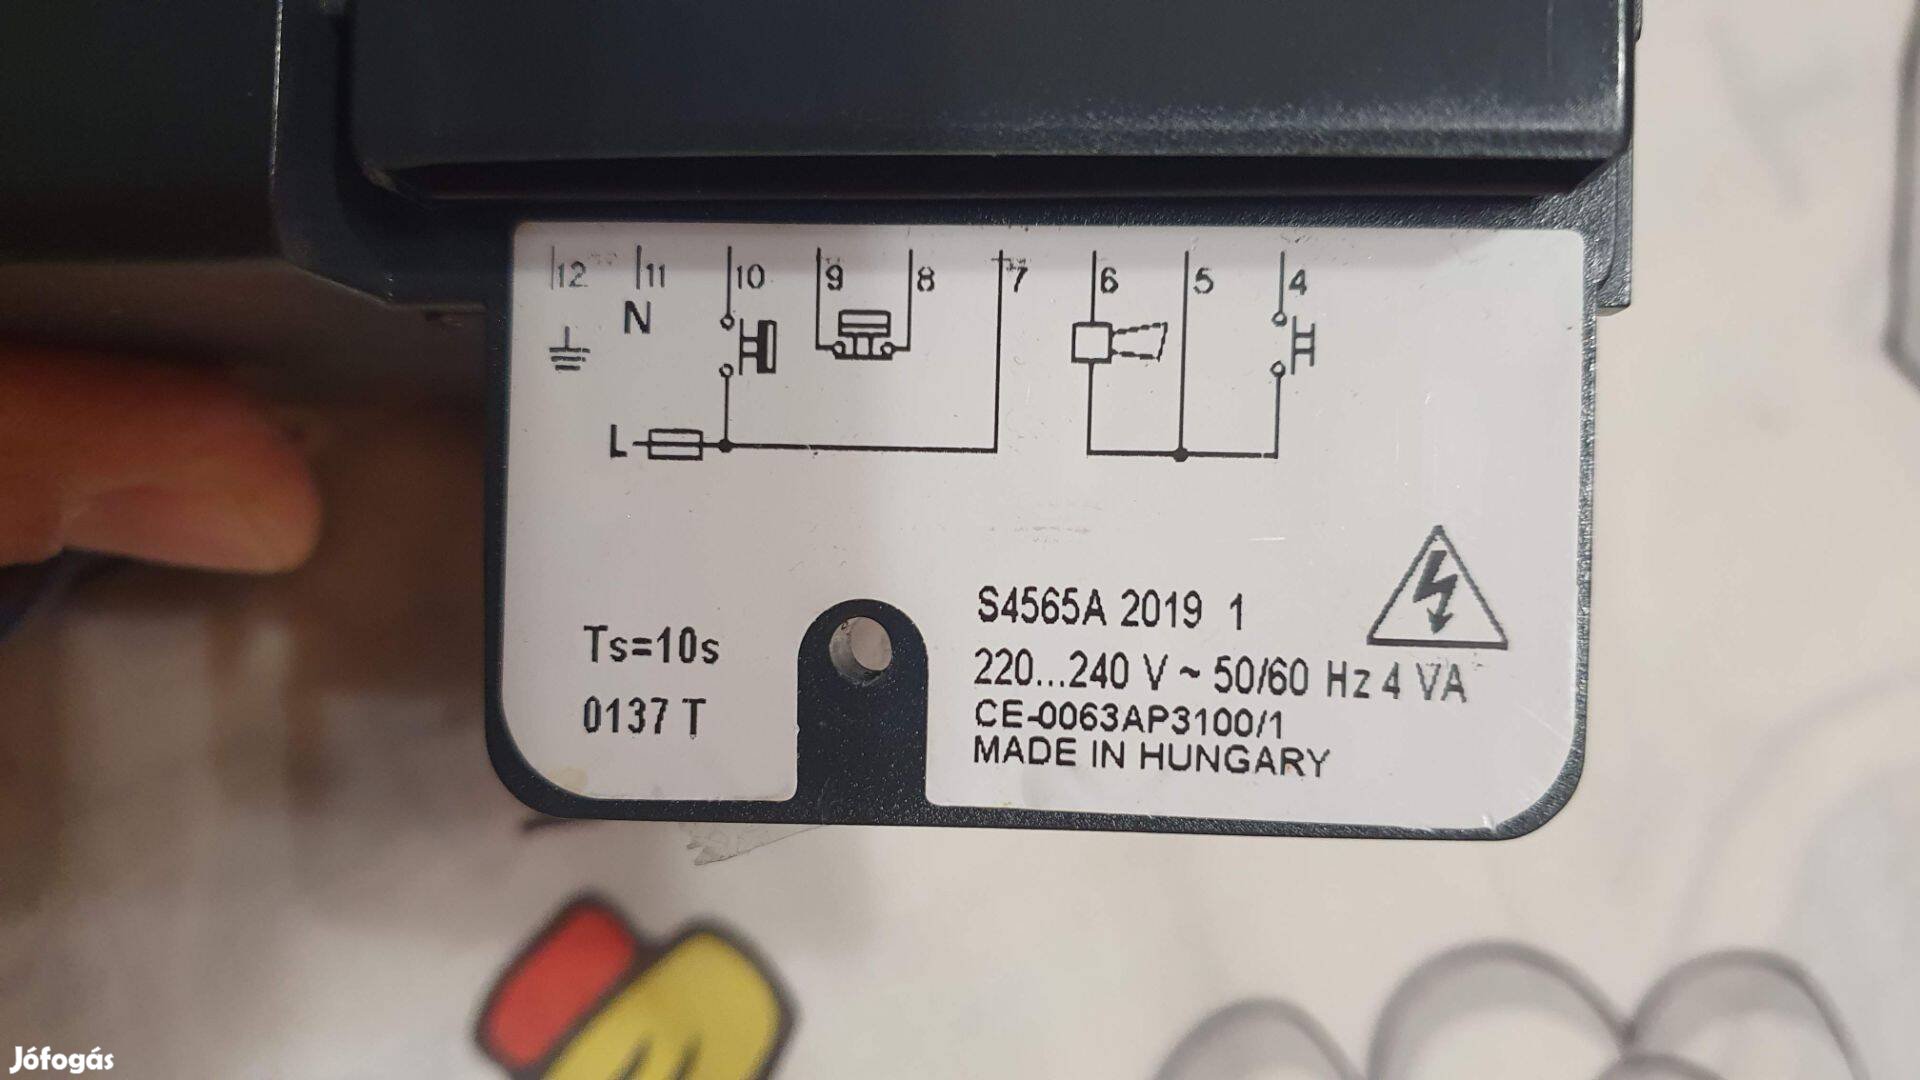 12 11 10 9 8 7 6 5 4
N
L
S4565A 2019 1
Ts=10s
220...240 V ~ 50/60 Hz 4 VA
0137 T
CE-0063AP3100/1
MADE IN HUNGARY
Jófogás